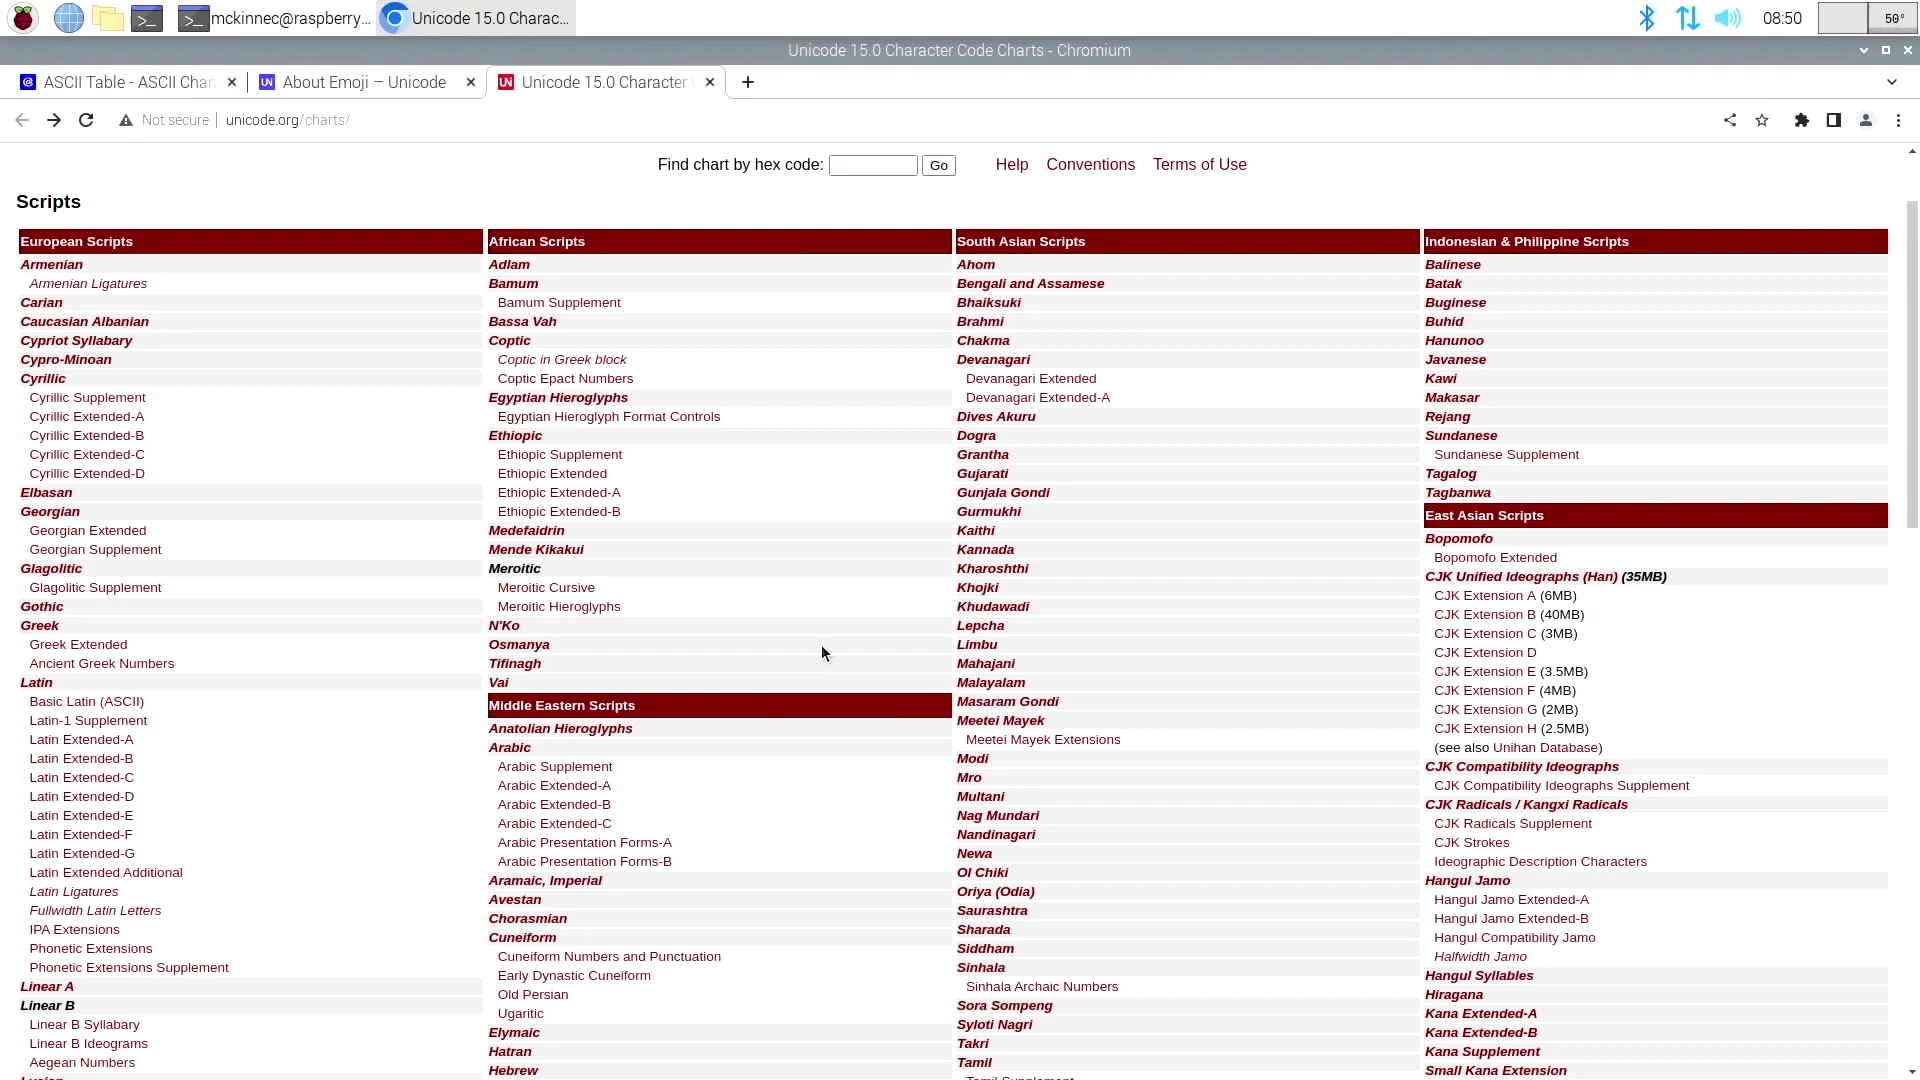 mckinnec@raspberry...
Unicode 15.0 Charac...
08:50
50°
Unicode 15.0 Character Code Charts - Chromium
ASCII Table - ASCII Char
About Emoji – Unicode
Unicode 15.0 Character
Not secure
unicode.org/charts/
Find chart by hex code:
Go
Help
Conventions
Terms of Use
Scripts
European Scripts
Armenian
Armenian Ligatures
Carian
Caucasian Albanian
Cypriot Syllabary
Cypro-Minoan
Cyrillic
Cyrillic Supplement
Cyrillic Extended-A
Cyrillic Extended-B
Cyrillic Extended-C
Cyrillic Extended-D
Elbasan
Georgian
Georgian Extended
Georgian Supplement
Glagolitic
Glagolitic Supplement
Gothic
Greek
Greek Extended
Ancient Greek Numbers
Latin
Basic Latin (ASCII)
Latin-1 Supplement
Latin Extended-A
Latin Extended-B
Latin Extended-C
Latin Extended-D
Latin Extended-E
Latin Extended-F
Latin Extended-G
Latin Extended Additional
Latin Ligatures
Fullwidth Latin Letters
IPA Extensions
Phonetic Extensions
Phonetic Extensions Supplement
Linear A
Linear B
Linear B Syllabary
Linear B Ideograms
Aegean Numbers
African Scripts
Adlam
Bamum
Bamum Supplement
Bassa Vah
Coptic
Coptic in Greek block
Coptic Epact Numbers
Egyptian Hieroglyphs
Egyptian Hieroglyph Format Controls
Ethiopic
Ethiopic Supplement
Ethiopic Extended
Ethiopic Extended-A
Ethiopic Extended-B
Medefaidrin
Mende Kikakui
Meroitic
Meroitic Cursive
Meroitic Hieroglyphs
N'Ko
Osmanya
Tifinagh
Vai
Middle Eastern Scripts
Anatolian Hieroglyphs
Arabic
Arabic Supplement
Arabic Extended-A
Arabic Extended-B
Arabic Extended-C
Arabic Presentation Forms-A
Arabic Presentation Forms-B
Aramaic, Imperial
Avestan
Chorasmian
Cuneiform
Cuneiform Numbers and Punctuation
Early Dynastic Cuneiform
Old Persian
Ugaritic
Elymaic
Hatran
Hebrew
South Asian Scripts
Ahom
Bengali and Assamese
Bhaiksuki
Brahmi
Chakma
Devanagari
Devanagari Extended
Devanagari Extended-A
Dives Akuru
Dogra
Grantha
Gujarati
Gunjala Gondi
Gurmukhi
Kaithi
Kannada
Kharoshthi
Khojki
Khudawadi
Lepcha
Limbu
Mahajani
Malayalam
Masaram Gondi
Meetei Mayek
Meetei Mayek Extensions
Modi
Mro
Multani
Nag Mundari
Nandinagari
Newa
Ol Chiki
Oriya (Odia)
Saurashtra
Sharada
Siddham
Sinhala
Sinhala Archaic Numbers
Sora Sompeng
Syloti Nagri
Takri
Tamil
Indonesian & Philippine Scripts
Balinese
Batak
Buginese
Buhid
Hanunoo
Javanese
Kawi
Makasar
Rejang
Sundanese
Sundanese Supplement
Tagalog
Tagbanwa
East Asian Scripts
Bopomofo
Bopomofo Extended
CJK Unified Ideographs (Han) (35MB)
CJK Extension A (6MB)
CJK Extension B (40MB)
CJK Extension C (3MB)
CJK Extension D
CJK Extension E (3.5MB)
CJK Extension F (4MB)
CJK Extension G (2MB)
CJK Extension H (2.5MB)
(see also Unihan Database)
CJK Compatibility Ideographs
CJK Compatibility Ideographs Supplement
CJK Radicals / Kangxi Radicals
CJK Radicals Supplement
CJK Strokes
Ideographic Description Characters
Hangul Jamo
Hangul Jamo Extended-A
Hangul Jamo Extended-B
Hangul Compatibility Jamo
Halfwidth Jamo
Hangul Syllables
Hiragana
Kana Extended-A
Kana Extended-B
Kana Supplement
Small Kana Extension